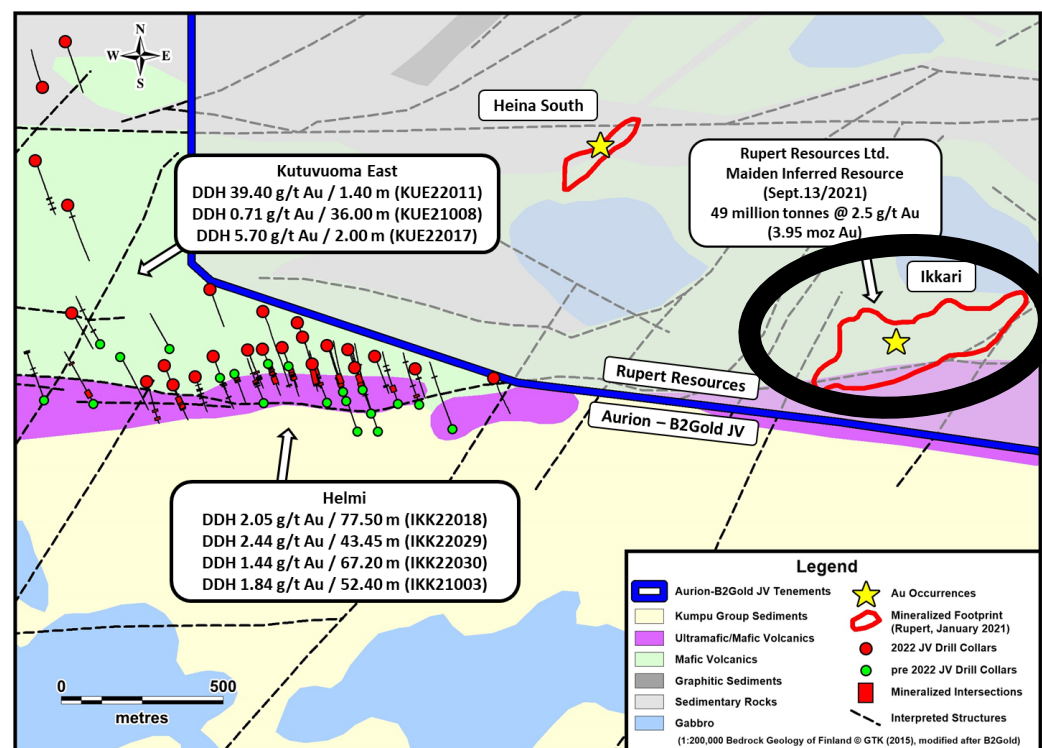 N
W E
S
Heina South
Kutuvuoma East
DDH 39.40 g/t Au / 1.40 m (KUE22011)
DDH 0.71 g/t Au / 36.00 m (KUE21008)
DDH 5.70 g/t Au / 2.00 m (KUE22017)
Rupert Resources Ltd.
Maiden Inferred Resource
(Sept.13/2021)
49 million tonnes @ 2.5 g/t Au
(3.95 moz Au)
Ikkari
Rupert Resources
Aurion – B2Gold JV
Helmi
DDH 2.05 g/t Au / 77.50 m (IKK22018)
DDH 2.44 g/t Au / 43.45 m (IKK22029)
DDH 1.44 g/t Au / 67.20 m (IKK22030)
DDH 1.84 g/t Au / 52.40 m (IKK21003)
0 500
metres
Legend
Aurion-B2Gold JV Tenements
Kumpu Group Sediments
Ultramafic/Mafic Volcanics
Mafic Volcanics
Graphitic Sediments
Sedimentary Rocks
Gabbro
Au Occurrences
Mineralized Footprint
(Rupert, January 2021)
2022 JV Drill Collars
pre 2022 JV Drill Collars
Mineralized Intersections
Interpreted Structures
(1:200,000 Bedrock Geology of Finland © GTK (2015), modified after B2Gold)